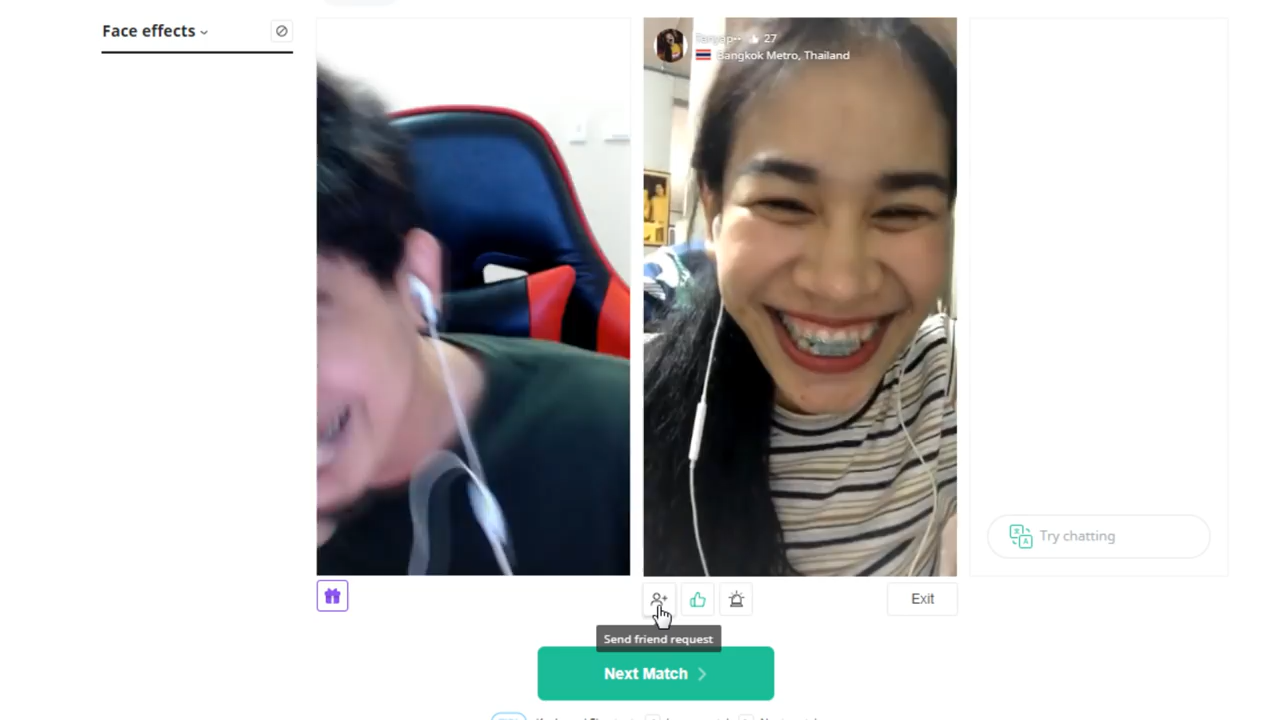 Face effects
27
Bangkok Metro, Thailand
Try chatting
Exit
Send friend request
Next Match